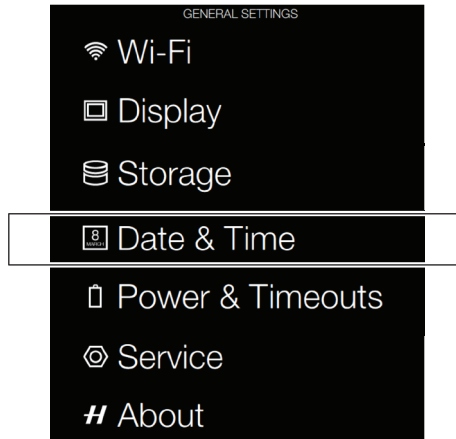 GENERAL SETTINGS
Wi-Fi
Display
Storage
8
MARCH
Date & Time
Power & Timeouts
Service
H About